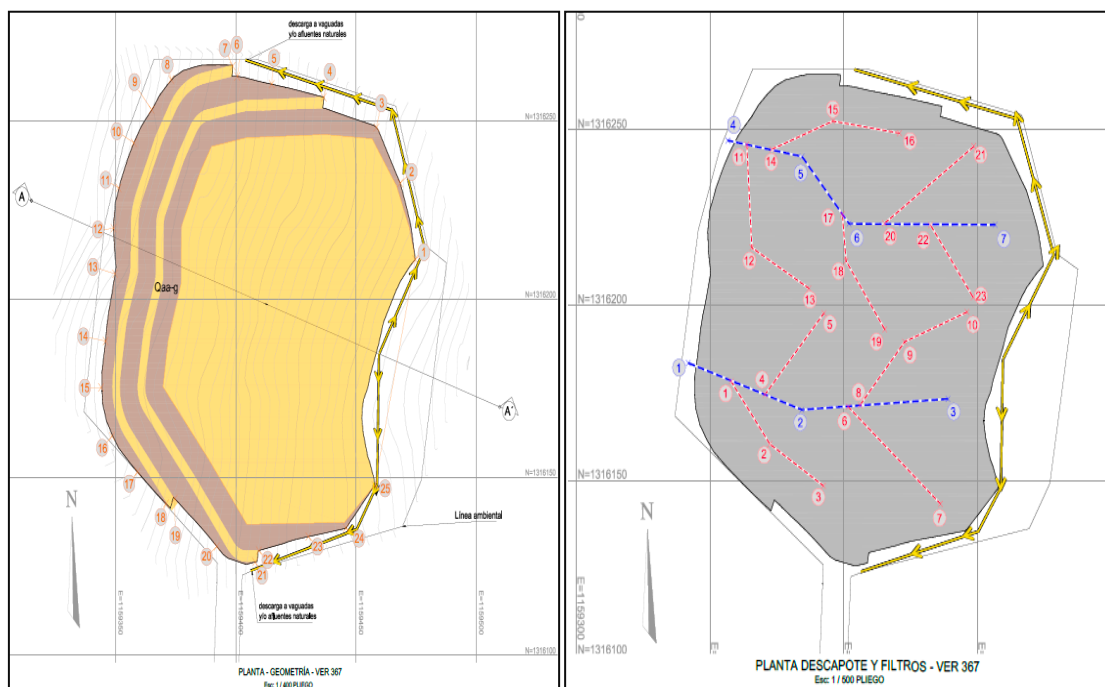 descarga a vaguadas
y/o afluentes naturales
6
7
5
8
4
9
3
N=1316250
10
2
11
A
12
1
13
Qaa-g
N=1316200
14
15
A'
16
N=1316150
17
25
18
Línea ambiental
19
24
20
23
22
21
N
descarga a vaguadas
y/o afluentes naturales
E=1159350
E=1159400
E=1159450
E=1159500
N=1316100
PLANTA - GEOMETRÍA - VER 367
Esc: 1 / 400 PLIEGO
15
4
N=1316250
16
11
14
21
5
17
20
6
22
7
12
18
13
23
N=1316200
5
10
19
9
1
4
1
8
3
2
6
2
N=1316150
3
7
N
E=1159300
N=1316100
E=
E=
E=
PLANTA DESCAPOTE Y FILTROS - VER 367
Esc: 1 / 500 PLIEGO